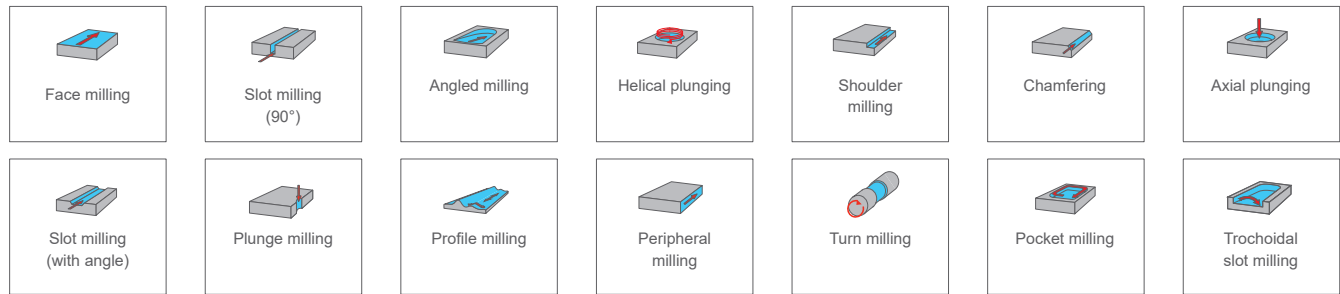 Face milling
Slot milling
(90°)
Angled milling
Helical plunging
Shoulder
milling
Chamfering
Axial plunging
Slot milling
(with angle)
Plunge milling
Profile milling
Peripheral
milling
Turn milling
Pocket milling
Trochoidal
slot milling